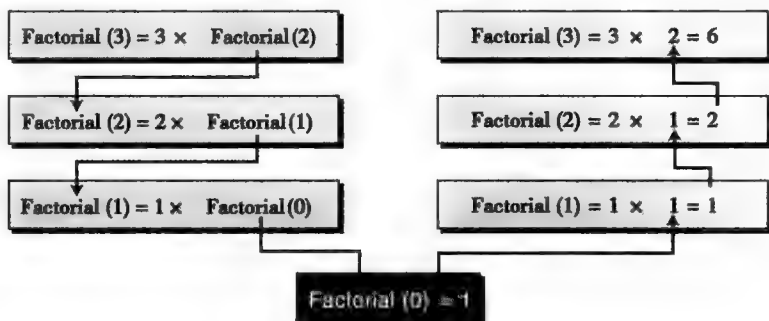 Factorial (3) = 3 × Factorial(2)
Factorial (2) = 2 × Factorial(1)
Factorial (1) = 1 × Factorial(0)
Factorial (0) = 1
Factorial (1) = 1 × 1 = 1
Factorial (2) = 2 × 1 = 2
Factorial (3) = 3 × 2 = 6